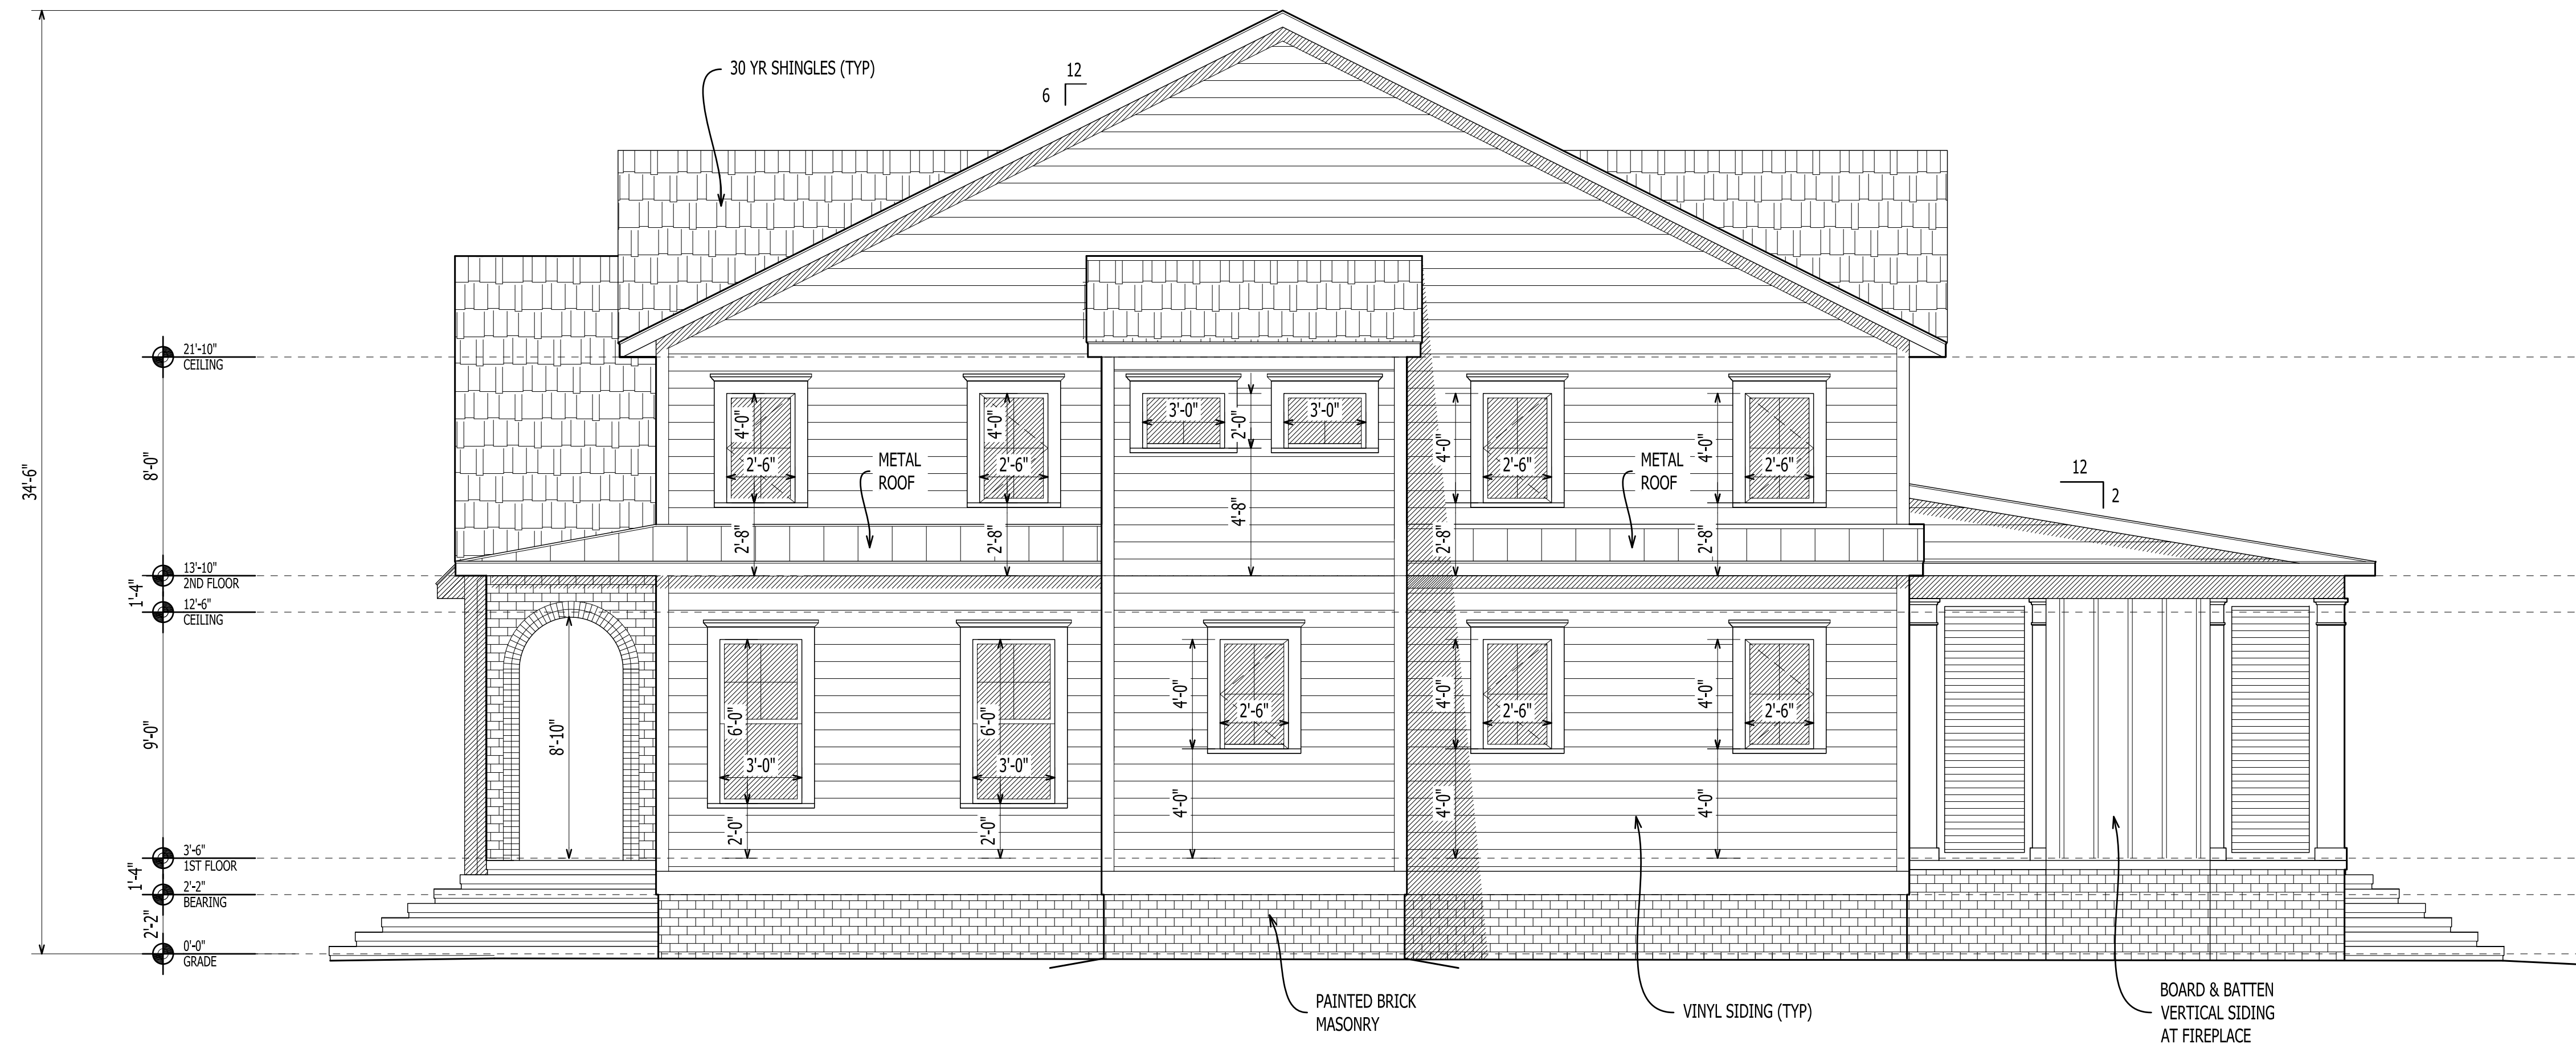 34'-6"
30 YR SHINGLES (TYP)
12
6
21'-10"
CEILING
8'-0"
13'-10"
2ND FLOOR
1'-4"
12'-6"
CEILING
9'-0"
3'-6"
1ST FLOOR
1'-4"
2'-2"
BEARING
2'-2"
0'-0"
GRADE
4'-0"
2'-6"
2'-8"
METAL
ROOF
4'-0"
2'-6"
2'-8"
3'-0"
2'-0"
3'-0"
4'-8"
4'-0"
2'-6"
2'-8"
METAL
ROOF
4'-0"
2'-6"
2'-8"
12
2
8'-10"
6'-0"
3'-0"
2'-0"
6'-0"
3'-0"
2'-0"
4'-0"
2'-6"
4'-0"
4'-0"
2'-6"
4'-0"
4'-0"
2'-6"
4'-0"
PAINTED BRICK
MASONRY
VINYL SIDING (TYP)
BOARD & BATTEN
VERTICAL SIDING
AT FIREPLACE